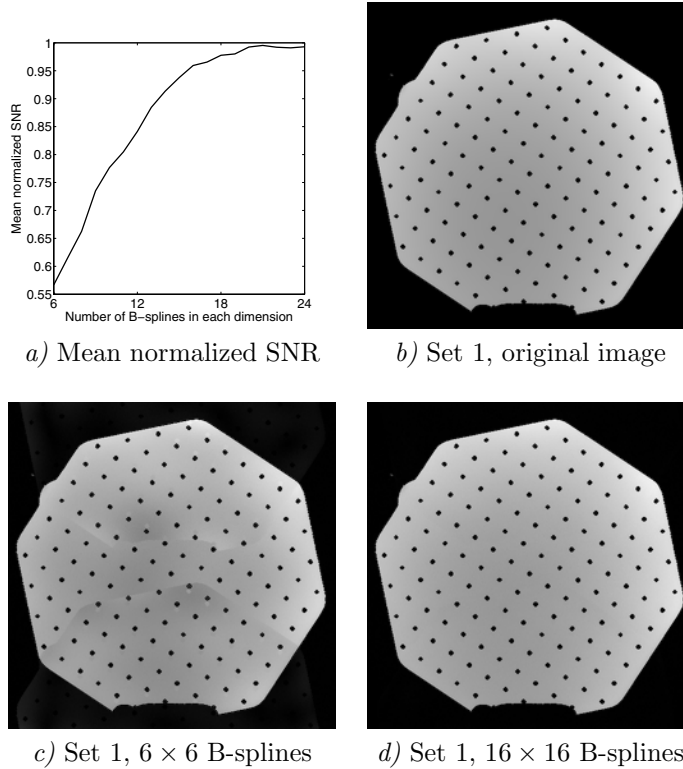 1
0.95
0.9
0.85
0.8
0.75
0.7
0.65
0.6
0.55
6
12
18
24
Mean normalized SNR
Number of B−splines in each dimension
a) Mean normalized SNR
b) Set 1, original image
c) Set 1, 6 × 6 B-splines
d) Set 1, 16 × 16 B-splines